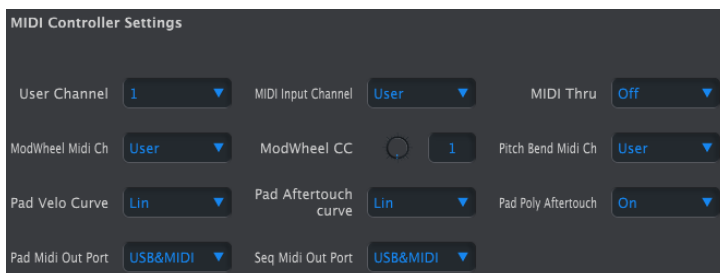 MIDI Controller Settings
User Channel 1 MIDI Input Channel User MIDI Thru Off
ModWheel Midi Ch User ModWheel CC 1 Pitch Bend Midi Ch User
Pad Velo Curve Lin Pad Aftertouch curve Lin Pad Poly Aftertouch On
Pad Midi Out Port USB&MIDI Seq Midi Out Port USB&MIDI